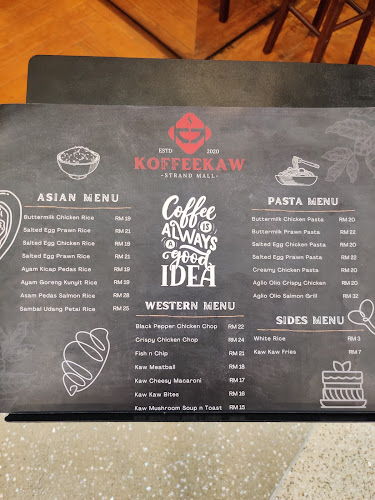 ESTD 2020
KOFFEEKAW
-STRAND MALL-
ASIAN MENU
Buttermilk Chicken Rice RM 19
Salted Egg Prawn Rice RM 21
Salted Egg Chicken Rice RM 19
Salted Egg Prawn Rice RM 21
Ayam Kicap Pedas Rice RM 19
Ayam Goreng Kunyit Rice RM 19
Asam Pedas Salmon Rice RM 28
Sambal Udang Petai Rice RM 25
Coffee
IS
ALWAYS
A good
IDEA
WESTERN MENU
Black Pepper Chicken Chop RM 22
Crispy Chicken Chop RM 24
Fish n Chip RM 21
Kaw Meatball RM 18
Kaw Cheesy Macaroni RM 17
Kaw Kaw Bites RM 16
Kaw Mushroom Soup n Toast RM 15
PASTA MENU
Buttermilk Chicken Pasta RM 20
Buttermilk Prawn Pasta RM 22
Salted Egg Chicken Pasta RM 20
Salted Egg Prawn Pasta RM 22
Creamy Chicken Pasta RM 20
Aglio Olio Crispy Chicken RM 20
Aglio Olio Salmon Grill RM 32
SIDES MENU
White Rice RM 3
Kaw Kaw Fries RM 7